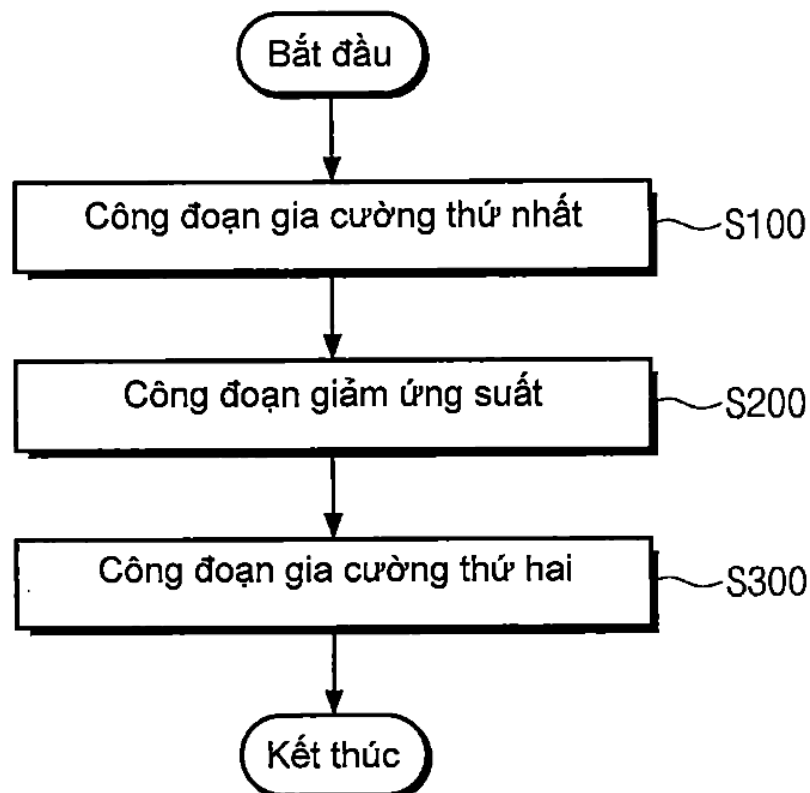 Bắt đầu
Công đoạn gia cường thứ nhất
S100
Công đoạn giảm ứng suất
S200
Công đoạn gia cường thứ hai
S300
Kết thúc